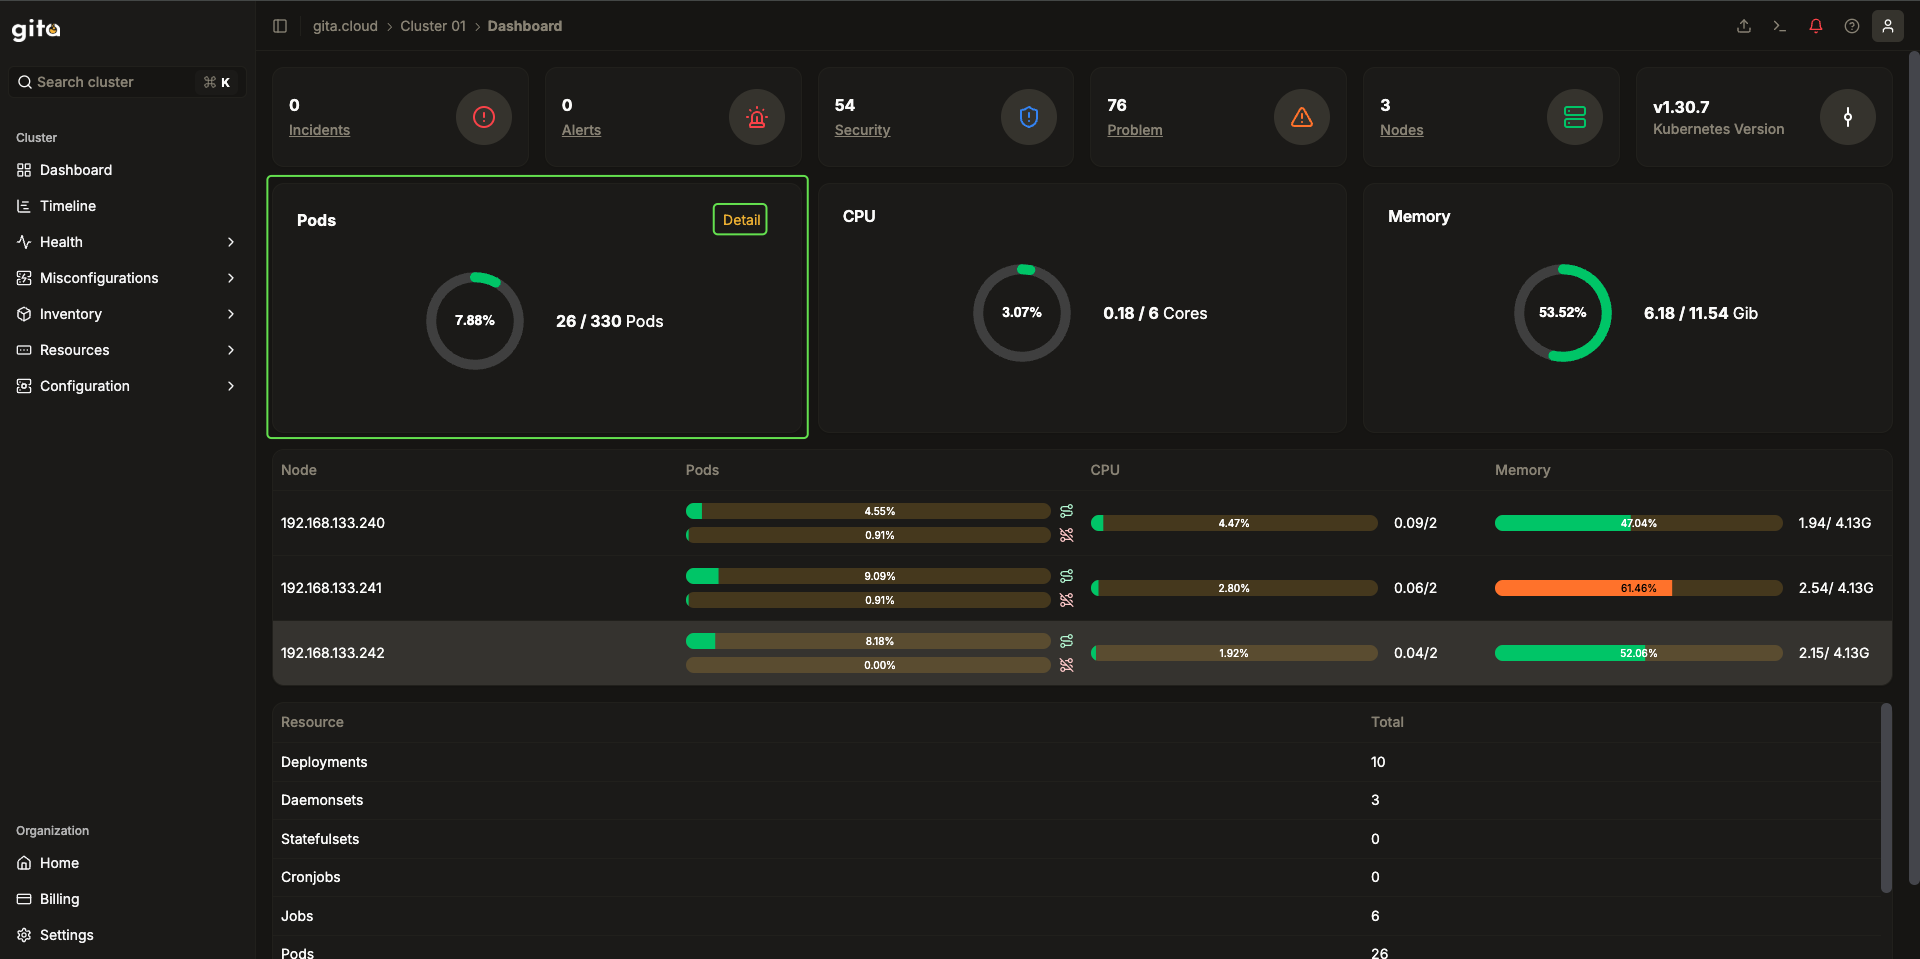 gita
gita.cloud > Cluster 01 > Dashboard
Search cluster ⌘ K
Cluster
Dashboard
Timeline
Health
Misconfigurations
Inventory
Resources
Configuration
Organization
Home
Billing
Settings
0
Incidents
0
Alerts
54
Security
76
Problem
3
Nodes
v1.30.7
Kubernetes Version
Pods Detail
7.88% 26 / 330 Pods
CPU
3.07% 0.18 / 6 Cores
Memory
53.52% 6.18 / 11.54 Gib
Node Pods CPU Memory
192.168.133.240 4.55% 0.91% 4.47% 0.09/2 47.04% 1.94/ 4.13G
192.168.133.241 9.09% 0.91% 2.80% 0.06/2 61.46% 2.54/ 4.13G
192.168.133.242 8.18% 0.00% 1.92% 0.04/2 52.06% 2.15/ 4.13G
Resource Total
Deployments 10
Daemonsets 3
Statefulsets 0
Cronjobs 0
Jobs 6
Pods 26